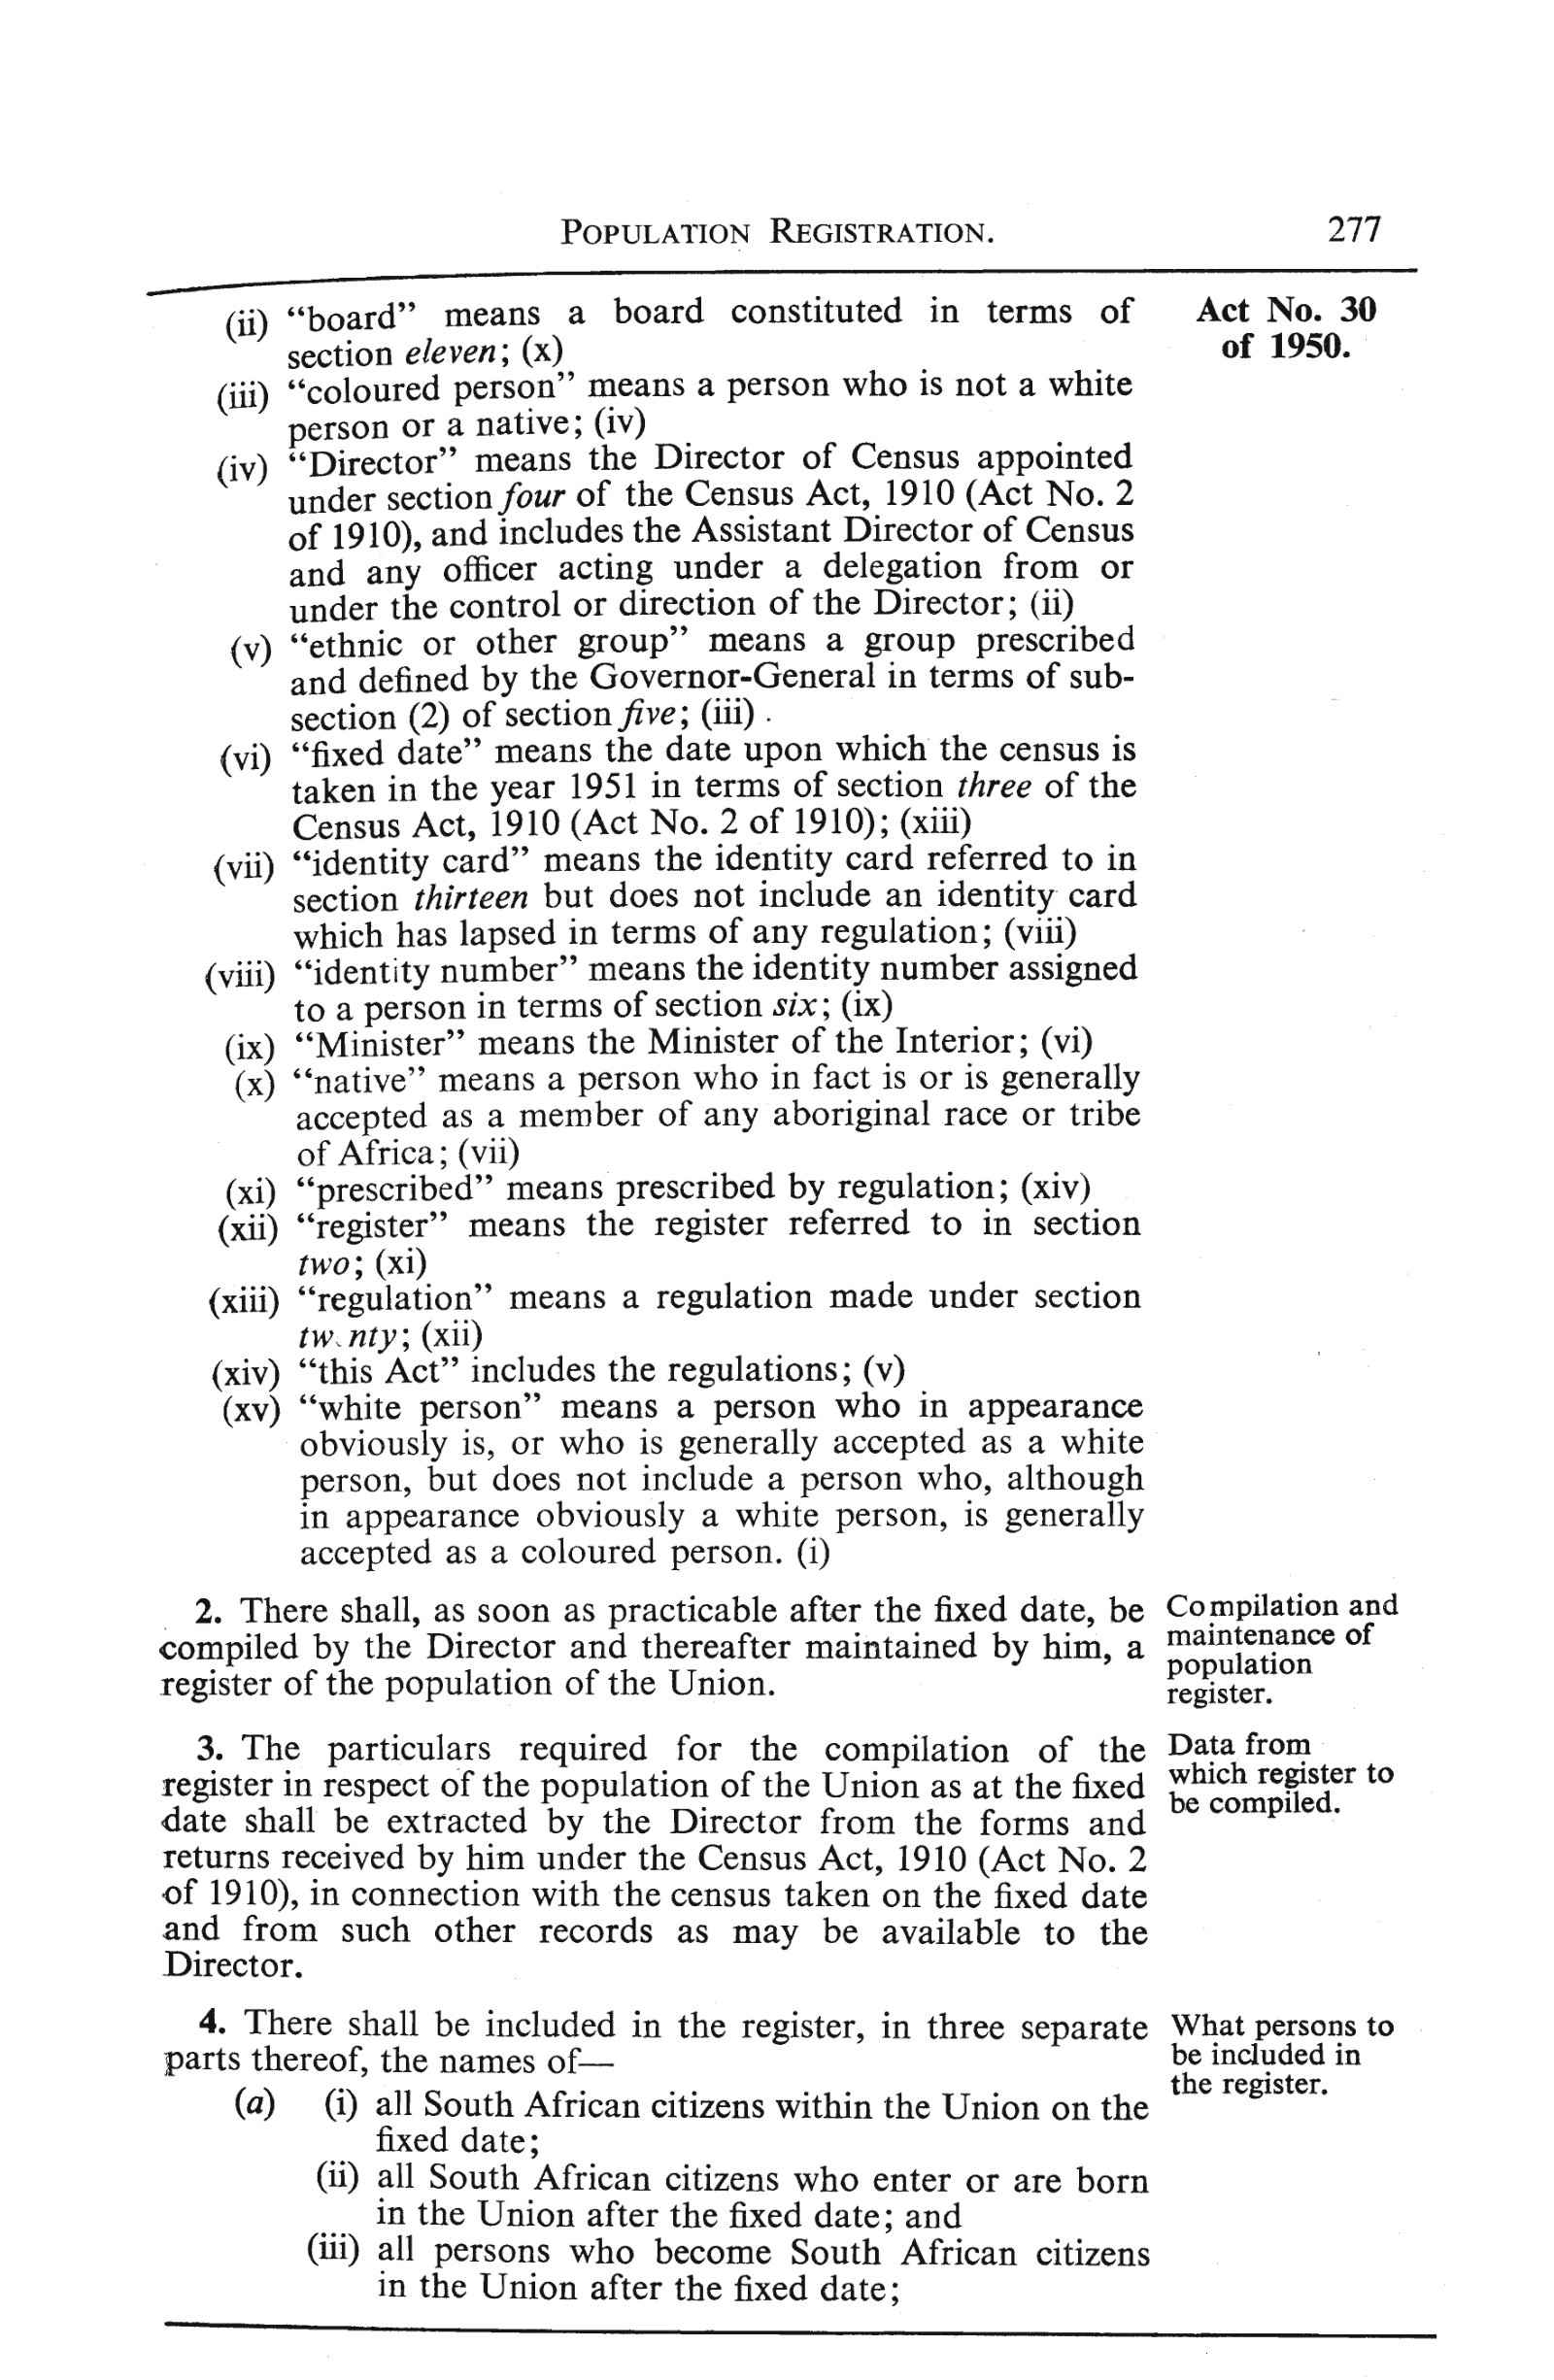 POPULATION REGISTRATION. 277
(ii) “board” means a board constituted in terms of
section eleven; (x)
Act No. 30
of 1950.
(iii) “coloured person” means a person who is not a white
person or a native; (iv)
(iv) “Director” means the Director of Census appointed
under section four of the Census Act, 1910 (Act No. 2
of 1910), and includes the Assistant Director of Census
and any officer acting under a delegation from or
under the control or direction of the Director; (ii)
(v) “ethnic or other group” means a group prescribed
and defined by the Governor-General in terms of sub-
section (2) of section five; (iii)
(vi) “fixed date” means the date upon which the census is
taken in the year 1951 in terms of section three of the
Census Act, 1910 (Act No. 2 of 1910); (xiii)
(vii) “identity card” means the identity card referred to in
section thirteen but does not include an identity card
which has lapsed in terms of any regulation; (viii)
(viii) “identity number” means the identity number assigned
to a person in terms of section six; (ix)
(ix) “Minister” means the Minister of the Interior; (vi)
(x) “native” means a person who in fact is or is generally
accepted as a member of any aboriginal race or tribe
of Africa; (vii)
(xi) “prescribed” means prescribed by regulation; (xiv)
(xii) “register” means the register referred to in section
two; (xi)
(xiii) “regulation” means a regulation made under section
tw nty; (xii)
(xiv) “this Act” includes the regulations; (v)
(xv) “white person” means a person who in appearance
obviously is, or who is generally accepted as a white
person, but does not include a person who, although
in appearance obviously a white person, is generally
accepted as a coloured person. (i)
2. There shall, as soon as practicable after the fixed date, be
compiled by the Director and thereafter maintained by him, a
register of the population of the Union.
Compilation and
maintenance of
population
register.
3. The particulars required for the compilation of the
register in respect of the population of the Union as at the fixed
date shall be extracted by the Director from the forms and
returns received by him under the Census Act, 1910 (Act No. 2
of 1910), in connection with the census taken on the fixed date
and from such other records as may be available to the
Director.
Data from
which register to
be compiled.
4. There shall be included in the register, in three separate
parts thereof, the names of—
What persons to
be included in
the register.
(a) (i) all South African citizens within the Union on the
fixed date;
(ii) all South African citizens who enter or are born
in the Union after the fixed date; and
(iii) all persons who become South African citizens
in the Union after the fixed date;